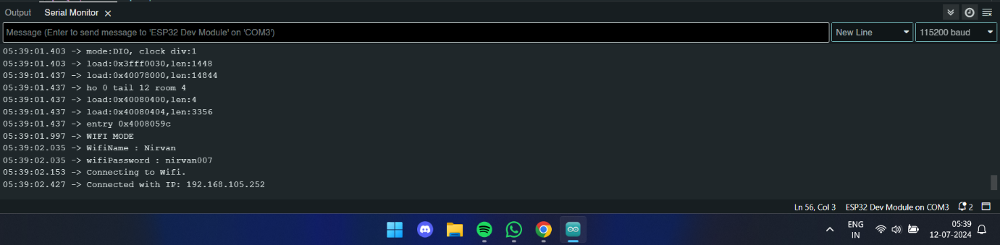 Output
Serial Monitor
Message (Enter to send message to 'ESP32 Dev Module' on 'COM3')
New Line
115200 baud
05:39:01.403 -> mode:DIO, clock div:1
05:39:01.403 -> load:0x3fff0030,len:1448
05:39:01.437 -> load:0x40078000,len:14844
05:39:01.437 -> ho 0 tail 12 room 4
05:39:01.437 -> load:0x40080400,len:4
05:39:01.437 -> load:0x40080404,len:3356
05:39:01.437 -> entry 0x4008059c
05:39:01.997 -> WIFI MODE
05:39:02.035 -> WifiName : Nirvan
05:39:02.035 -> wifiPassword : nirvan007
05:39:02.153 -> Connecting to Wifi.
05:39:02.427 -> Connected with IP: 192.168.105.252
Ln 56, Col 3 ESP32 Dev Module on COM3 2
ENG
IN
05:39
12-07-2024